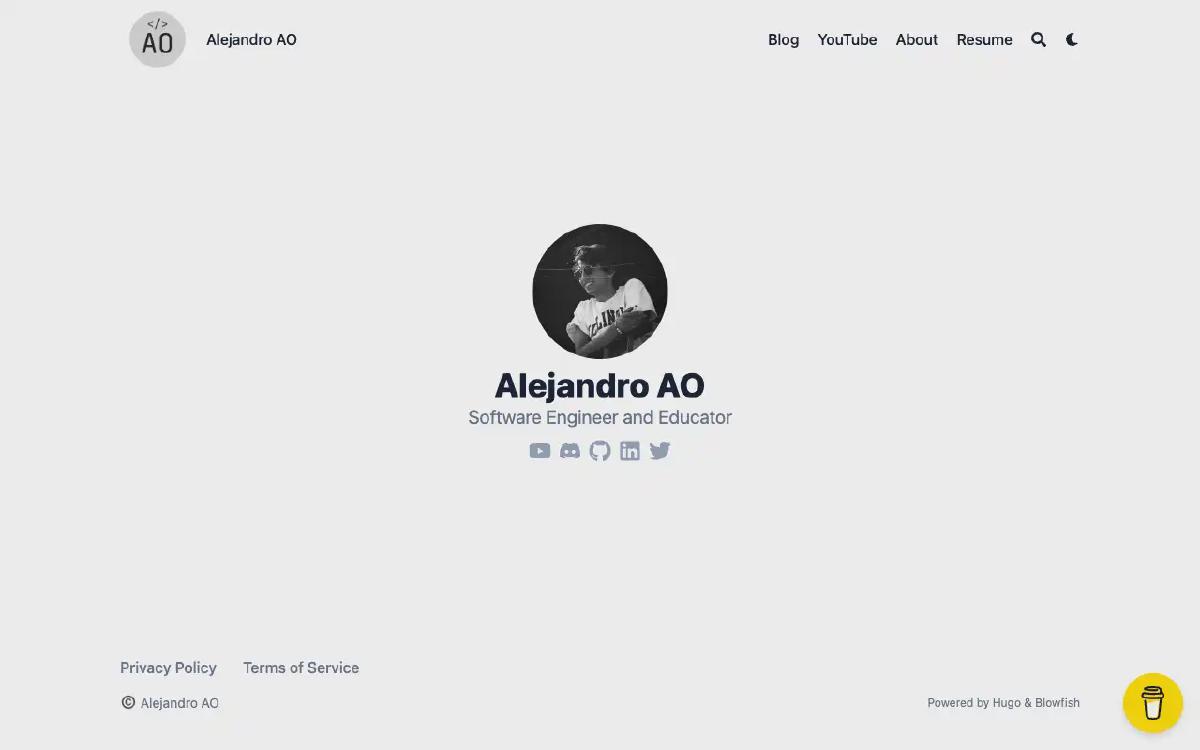 </>
AO
Alejandro AO
Blog
YouTube
About
Resume
Alejandro AO
Software Engineer and Educator
Privacy Policy
Terms of Service
© Alejandro AO
Powered by Hugo & Blowfish